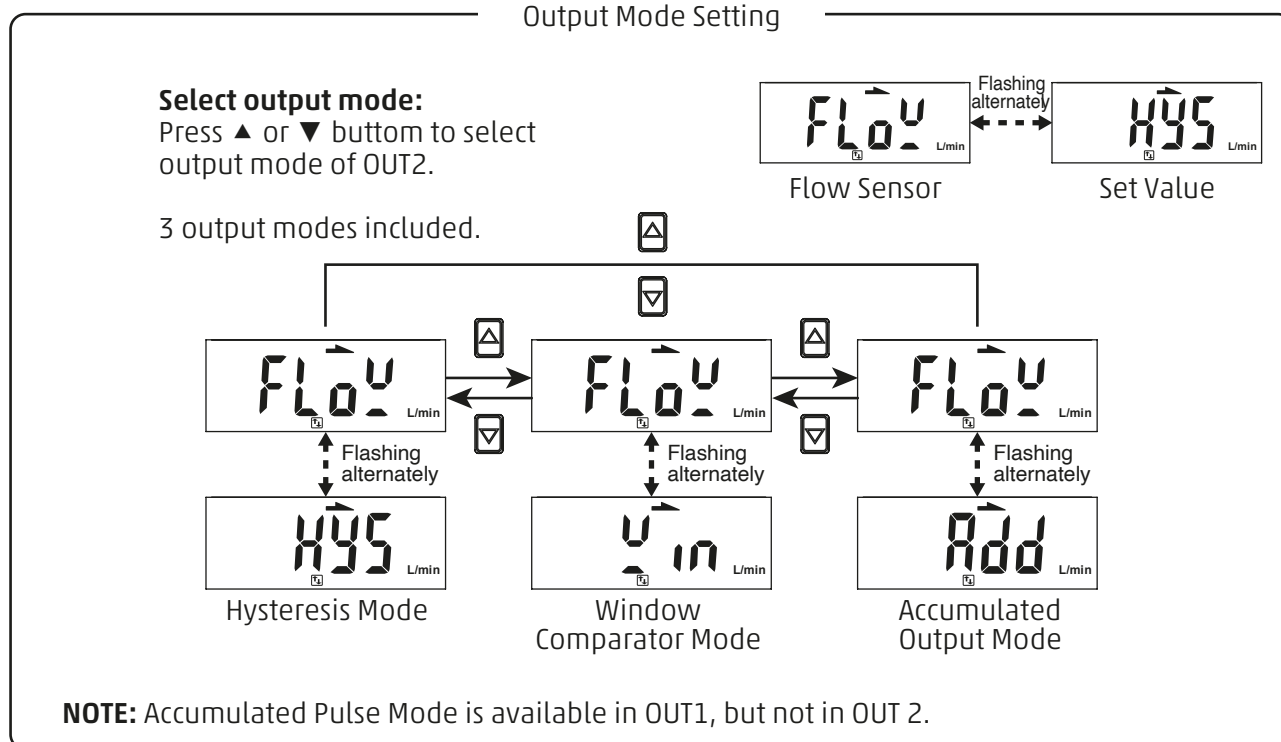 Output Mode Setting
Select output mode:
Press ▲ or ▼ buttom to select
output mode of OUT2.
3 output modes included.
FLoW
L/min
Flow Sensor
Flashing
alternately
HYS
L/min
Set Value
FLoW
L/min
FLoW
L/min
FLoW
L/min
Flashing
alternately
Flashing
alternately
Flashing
alternately
HYS
L/min
Win
L/min
Add
L/min
Hysteresis Mode
Window
Comparator Mode
Accumulated
Output Mode
NOTE: Accumulated Pulse Mode is available in OUT1, but not in OUT 2.